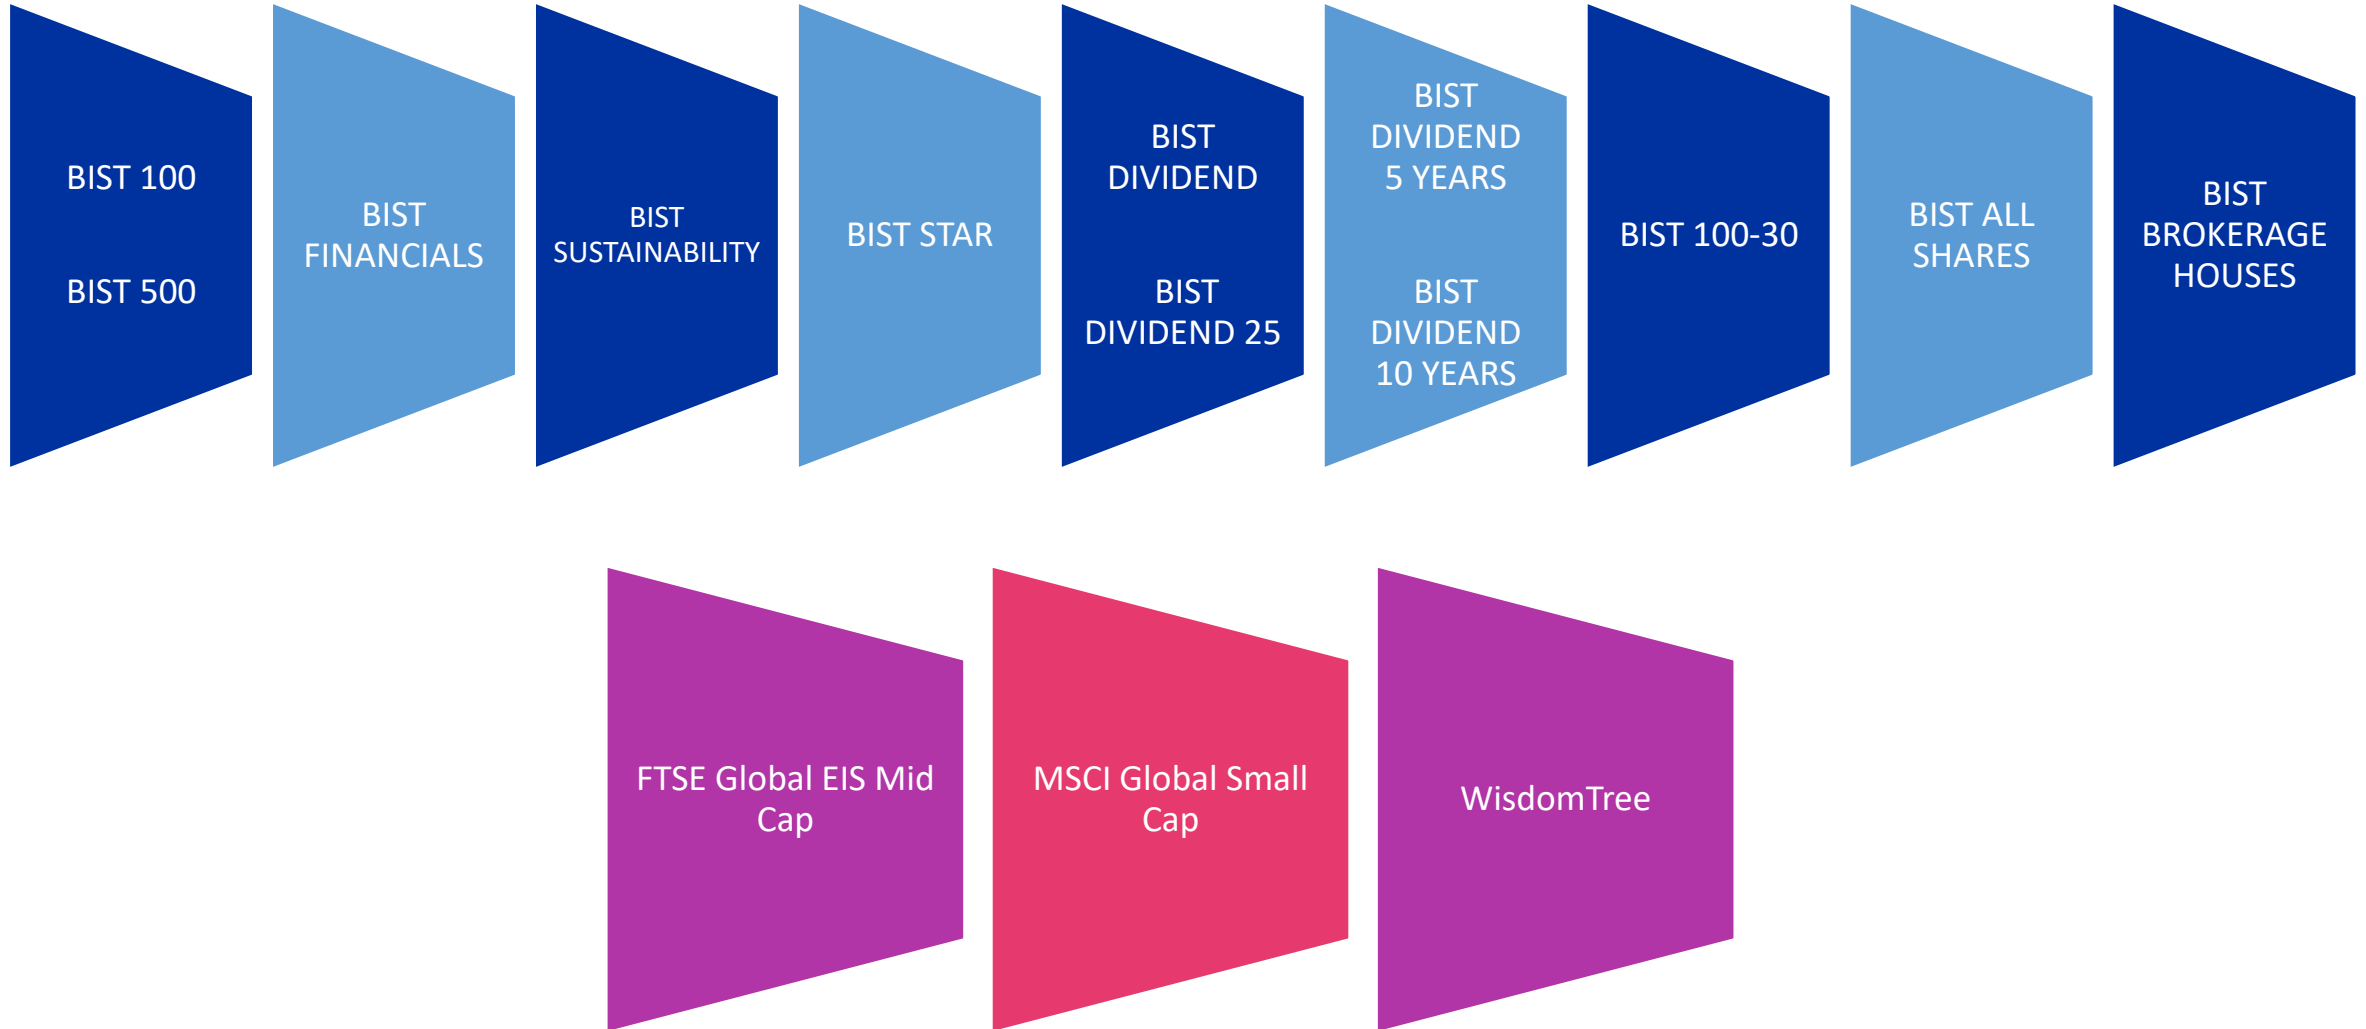 BIST 100
BIST 500
BIST
FINANCIALS
BIST
SUSTAINABILITY
BIST STAR
BIST
DIVIDEND
BIST
DIVIDEND 25
BIST
DIVIDEND
5 YEARS
BIST
DIVIDEND
10 YEARS
BIST 100-30
BIST ALL
SHARES
BIST
BROKERAGE
HOUSES
FTSE Global EIS Mid
Cap
MSCI Global Small
Cap
WisdomTree